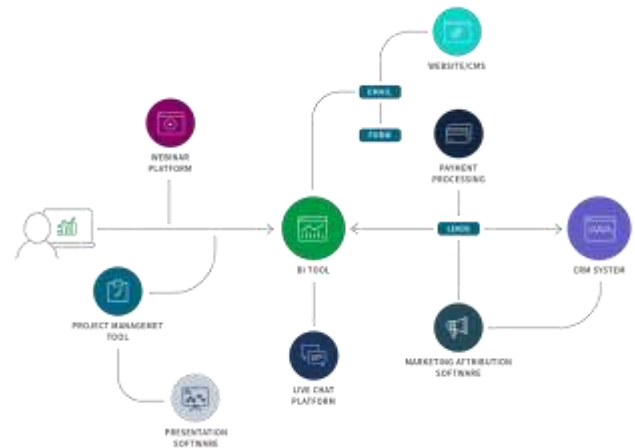 WEBSITE/CMS
EMAIL
FORM
WEBINAR
PLATFORM
PAYMENT
PROCESSING
LEADS
BI TOOL
CRM SYSTEM
PROJECT MANAGEMET
TOOL
MARKETING ATTRIBUTION
SOFTWARE
LIVE CHAT
PLATFORM
PRESENTATION
SOFTWARE